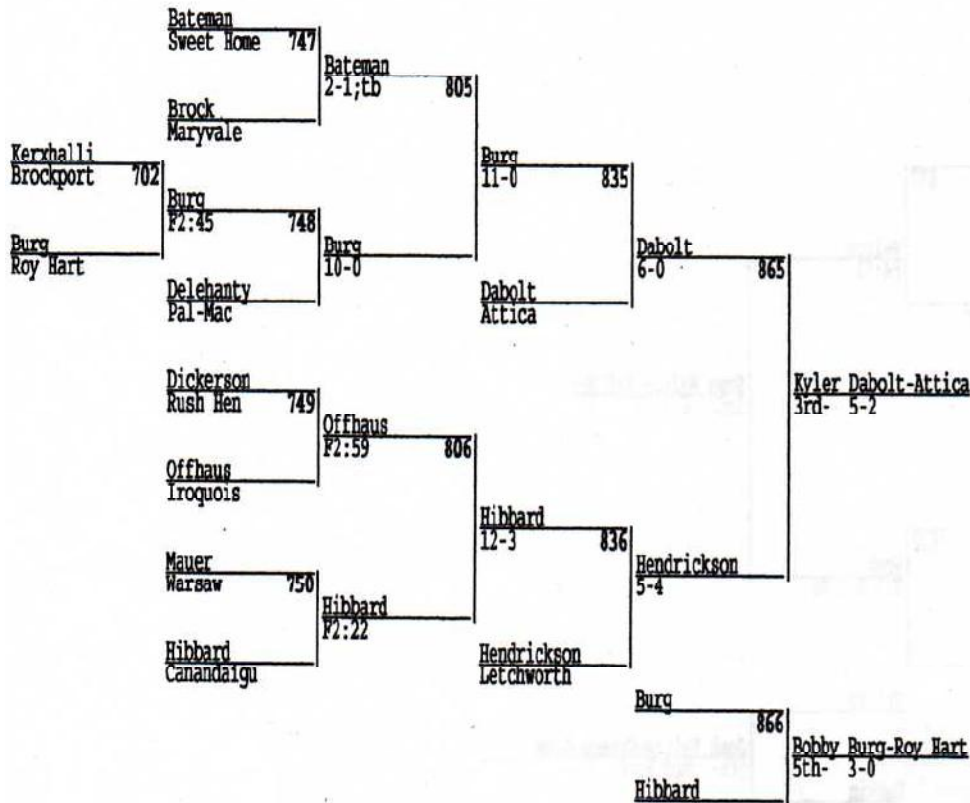 Bateman
Sweet Home 747
Bateman
2-1;tb 805
Brock
Maryvale
Kerxhalli
Brockport 702
Burg
11-0 835
Burg
F2:45 748
Burg
Roy Hart
Burg
10-0
Dabolt
6-0 865
Delehanty
Pal-Mac
Dabolt
Attica
Dickerson
Rush Hen 749
Kyler Dabolt-Attica
3rd- 5-2
Offhaus
F2:59 806
Offhaus
Iroquois
Hibbard
12-3 836
Mauer
Warsaw 750
Hendrickson
5-4
Hibbard
F2:22
Hibbard
Canandaigu
Hendrickson
Letchworth
Burg
866
Bobby Burg-Roy Hart
5th- 3-0
Hibbard